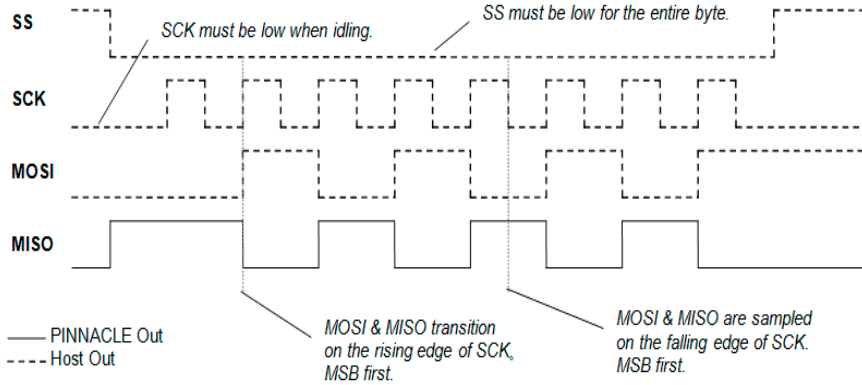 SS
SCK must be low when idling.
SS must be low for the entire byte.
SCK
MOSI
MISO
MOSI & MISO transition
on the rising edge of SCK,
MSB first.
MOSI & MISO are sampled
on the falling edge of SCK.
MSB first.
PINNACLE Out
Host Out